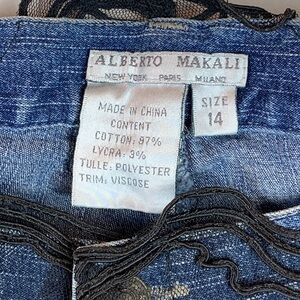 ALBERTO MAKALI
NEW YORK PARIS MILANO
MADE IN CHINA
CONTENT
COTTON: 97%
LYCRA: 3%
TULLE: POLYESTER
TRIM: VISCOSE
SIZE
14